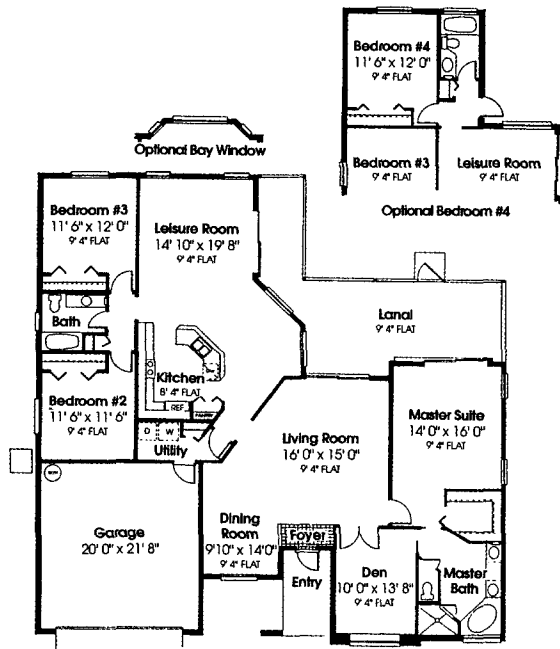 Bedroom #4
11' 6" x 12' 0"
9' 4" FLAT
Bedroom #3
9' 4" FLAT
Leisure Room
9' 4" FLAT
Optional Bedroom #4
Optional Bay Window
Bedroom #3
11' 6" x 12' 0"
9' 4" FLAT
Leisure Room
14' 10" x 19' 8"
9' 4" FLAT
Bath
Lanai
9' 4" FLAT
Kitchen
8' 4" FLAT
REF
Bedroom #2
11' 6" x 11' 6"
9' 4" FLAT
D
W
Utility
Master Suite
14' 0" x 16' 0"
9' 4" FLAT
Living Room
16' 0" x 15' 0"
9' 4" FLAT
Garage
20' 0" x 21' 8"
Dining
Room
9'10" x 14'0"
9' 4" FLAT
Foyer
Entry
Den
10' 0" x 13' 8"
9' 4" FLAT
Master
Bath